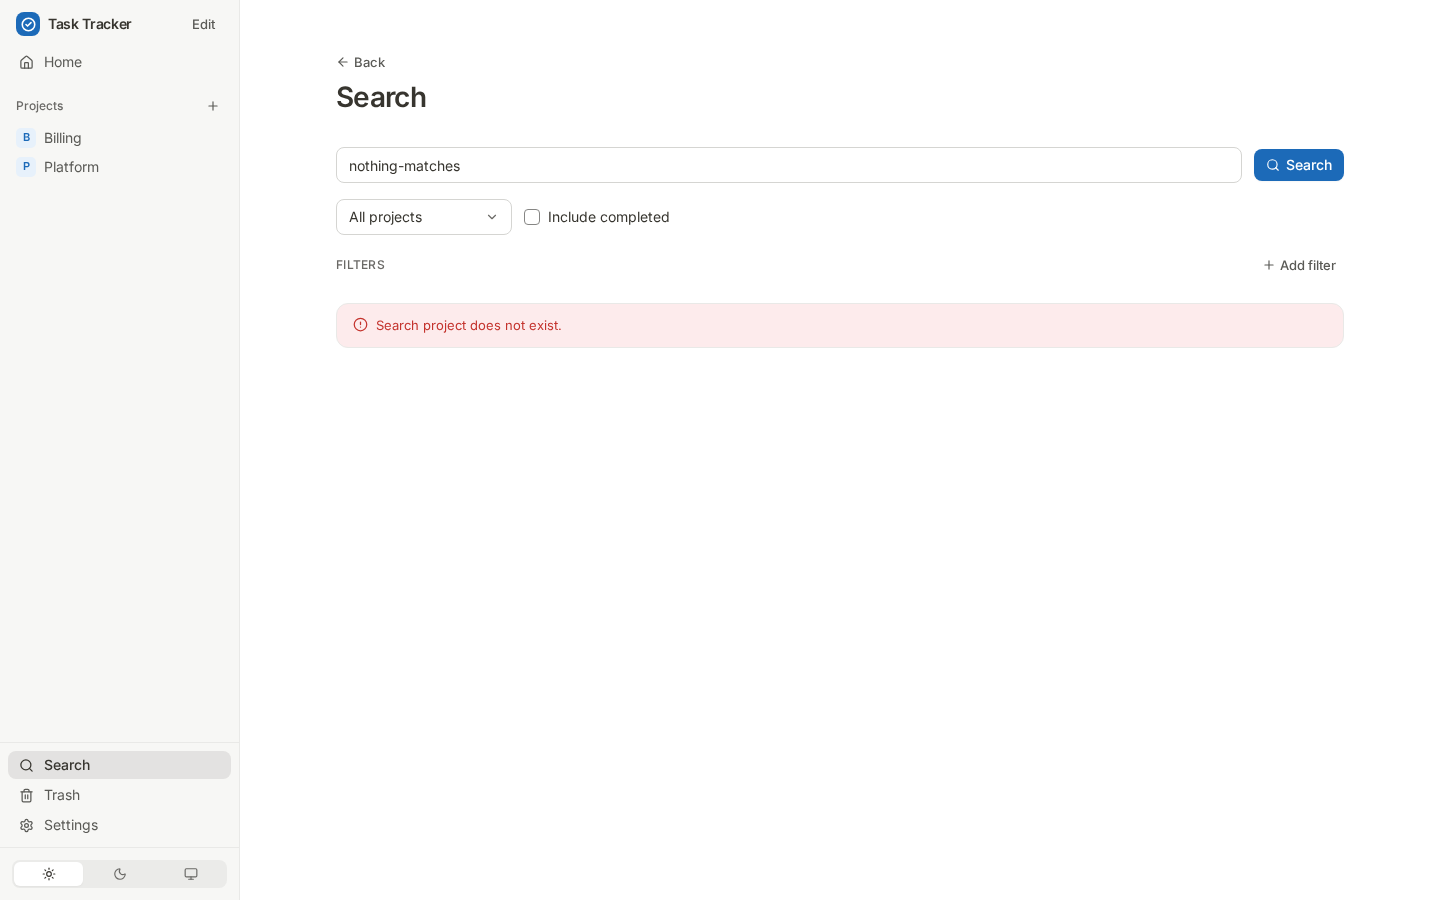 Task Tracker
Edit
Home
Projects
B Billing
P Platform
Search
Trash
Settings
Back
Search
nothing-matches
Search
All projects
Include completed
FILTERS
Add filter
Search project does not exist.